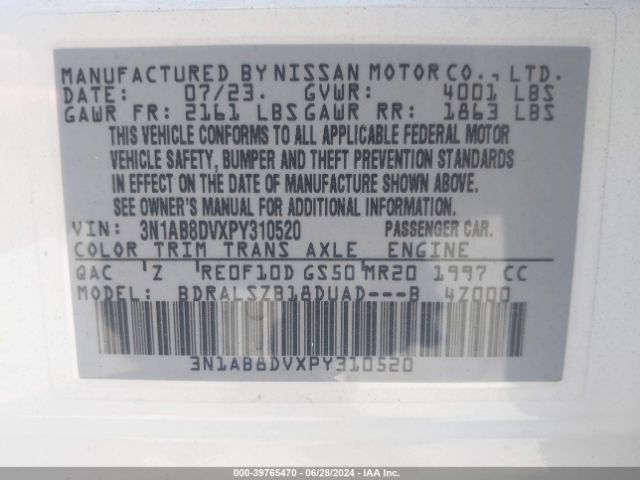 MANUFACTURED BY NISSAN MOTOR CO., LTD.
DATE: 07/23. GVWR: 4001 LBS
GAWR FR: 2161 LBS GAWR RR: 1863 LBS
THIS VEHICLE CONFORMS TO ALL APPLICABLE FEDERAL MOTOR
VEHICLE SAFETY, BUMPER AND THEFT PREVENTION STANDARDS
IN EFFECT ON THE DATE OF MANUFACTURE SHOWN ABOVE.
SEE OWNER'S MANUAL FOR ADDITIONAL INFORMATION.
VIN: 3N1AB8DVXPY310520 PASSENGER CAR.
COLOR TRIM TRANS AXLE ENGINE
QAC Z RE0F10D GS50 MR20 1997 CC
MODEL: BDRALSZB18DUAD---B 4Z000
3N1AB8DVXPY310520
000-39765470 - 06/28/2024 - IAA Inc.